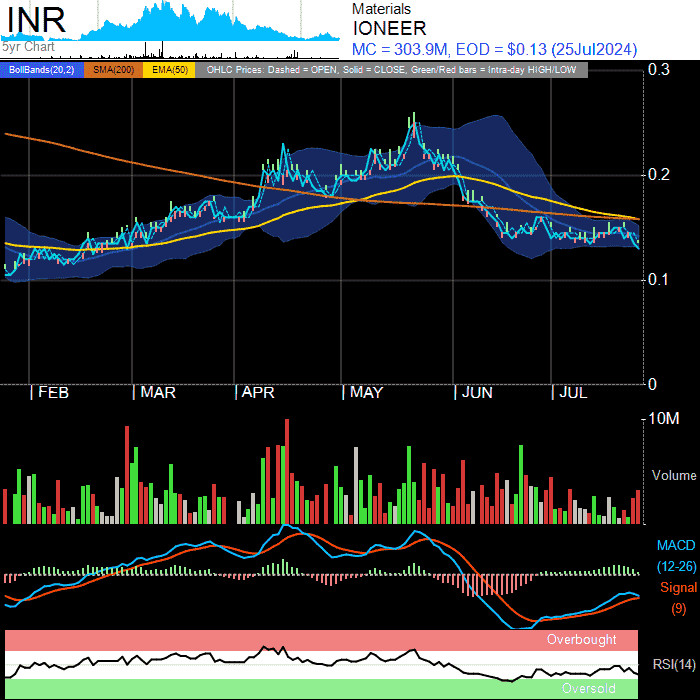 INR
5yr Chart
Materials
IONEER
MC = 303.9M, EOD = $0.13 (25Jul2024)
BollBands(20,2) SMA(200) EMA(50) OHLC Prices: Dashed = OPEN, Solid = CLOSE, Green/Red bars = Intra-day HIGH/LOW
0.3
0.2
0.1
0
| FEB | MAR | APR | MAY | JUN | JUL
10M
Volume
MACD
(12-26)
Signal
(9)
Overbought
RSI(14)
Oversold